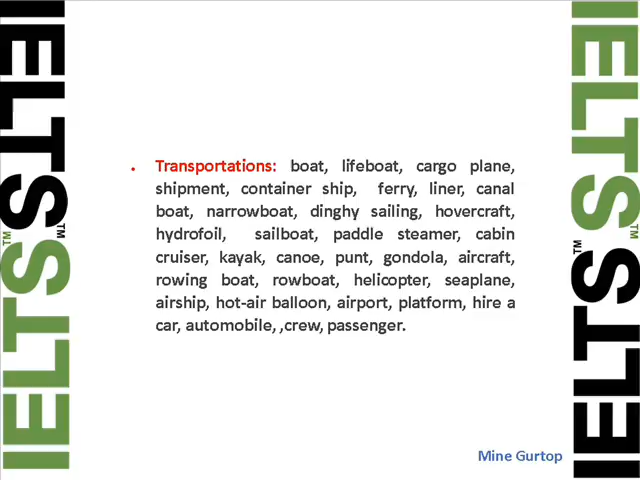 IELTS™
IELTS™
• Transportations: boat, lifeboat, cargo plane,
shipment, container ship, ferry, liner, canal
boat, narrowboat, dinghy sailing, hovercraft,
hydrofoil, sailboat, paddle steamer, cabin
cruiser, kayak, canoe, punt, gondola, aircraft,
rowing boat, rowboat, helicopter, seaplane,
airship, hot-air balloon, airport, platform, hire a
car, automobile, ,crew, passenger.
IELTS™
IELTS™
Mine Gurtop